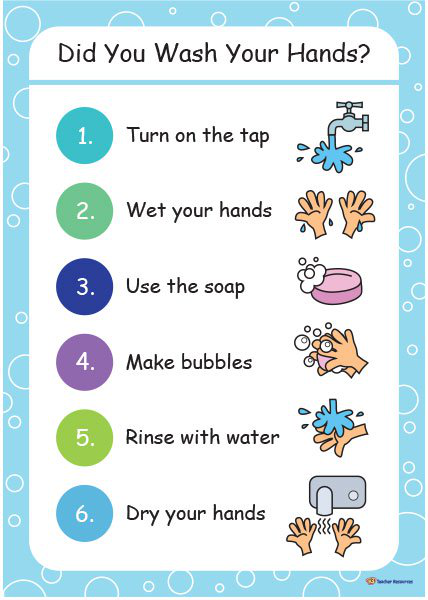 Did You Wash Your Hands?
1. Turn on the tap
2. Wet your hands
3. Use the soap
4. Make bubbles
5. Rinse with water
6. Dry your hands
Teacher Resources